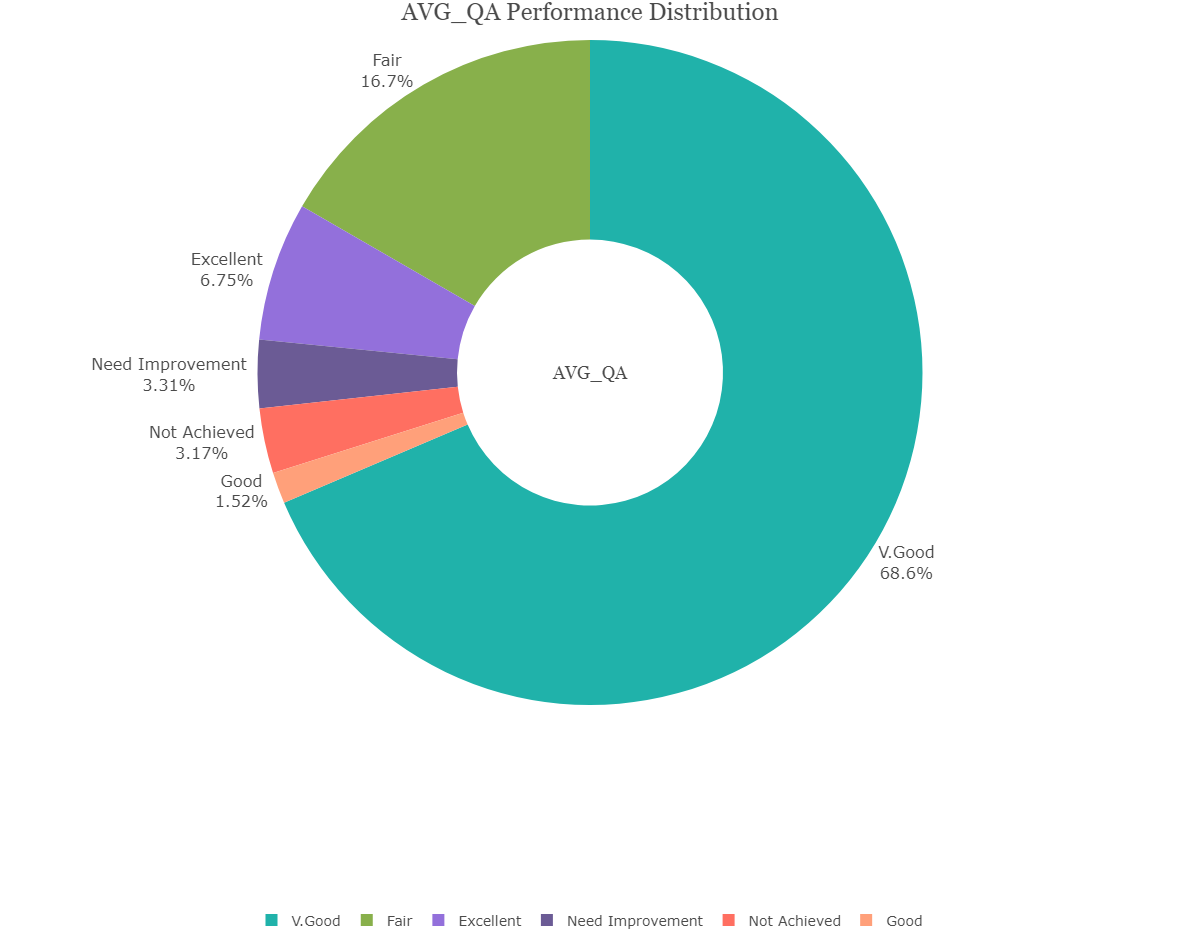 AVG_QA Performance Distribution
Fair
16.7%
Excellent
6.75%
Need Improvement
3.31%
AVG_QA
Not Achieved
3.17%
Good
1.52%
V.Good
68.6%
V.Good Fair Excellent Need Improvement Not Achieved Good